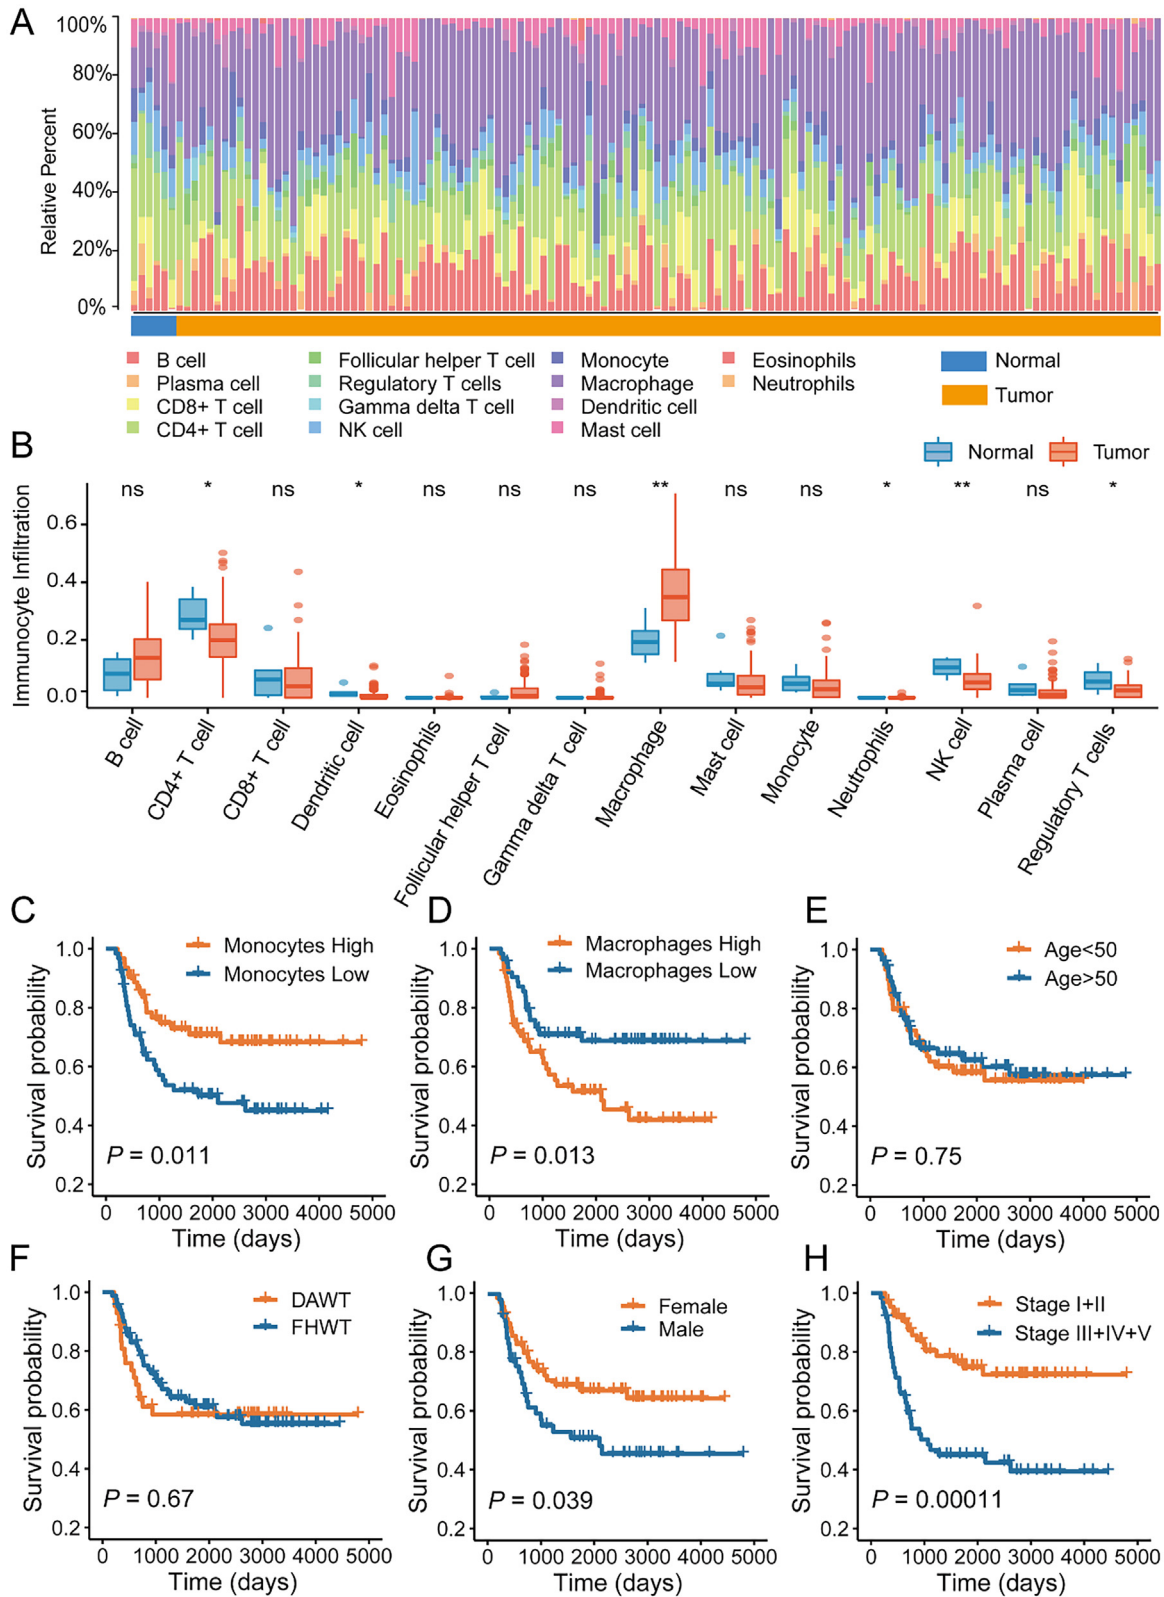 A
100%
80%
60%
40%
20%
0%
Relative Percent
B cell
Plasma cell
CD8+ T cell
CD4+ T cell
Follicular helper T cell
Regulatory T cells
Gamma delta T cell
NK cell
Monocyte
Macrophage
Dendritic cell
Mast cell
Eosinophils
Neutrophils
Normal
Tumor
B
Normal Tumor
ns * ns * ns ns ns ** ns ns * ** ns *
0.6
0.4
0.2
0.0
Immunocyte Infiltration
B cell
CD4+ T cell
CD8+ T cell
Dendritic cell
Eosinophils
Follicular helper T cell
Gamma delta T cell
Macrophage
Mast cell
Monocyte
Neutrophils
NK cell
Plasma cell
Regulatory T cells
C
Monocytes High
Monocytes Low
1.0
0.8
0.6
0.4
0.2
Survival probability
P = 0.011
0 1000 2000 3000 4000 5000
Time (days)
D
Macrophages High
Macrophages Low
1.0
0.8
0.6
0.4
0.2
Survival probability
P = 0.013
0 1000 2000 3000 4000 5000
Time (days)
E
Age<50
Age>50
1.0
0.8
0.6
0.4
0.2
Survival probability
P = 0.75
0 1000 2000 3000 4000 5000
Time (days)
F
DAWT
FHWT
1.0
0.8
0.6
0.4
0.2
Survival probability
P = 0.67
0 1000 2000 3000 4000 5000
Time (days)
G
Female
Male
1.0
0.8
0.6
0.4
0.2
Survival probability
P = 0.039
0 1000 2000 3000 4000 5000
Time (days)
H
Stage I+II
Stage III+IV+V
1.0
0.8
0.6
0.4
0.2
Survival probability
P = 0.00011
0 1000 2000 3000 4000 5000
Time (days)